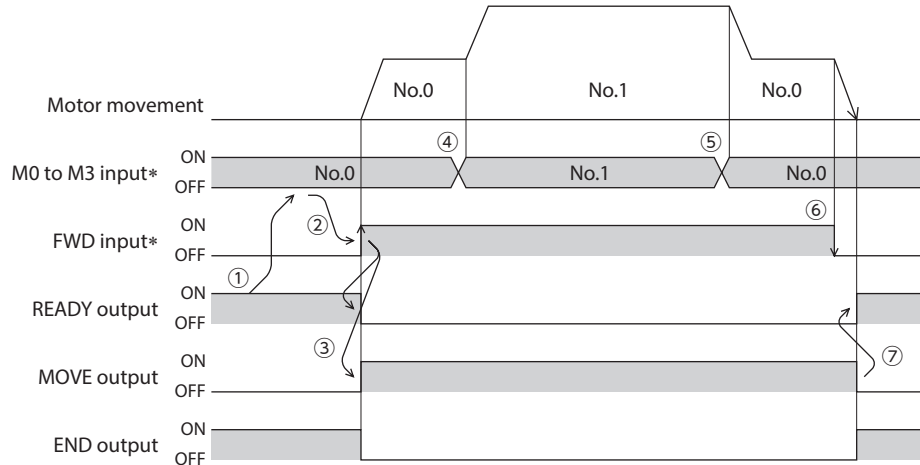 No.0 No.1 No.0
Motor movement
④ ⑤
M0 to M3 input* ON OFF No.0 No.1 No.0
② ⑥
FWD input* ON OFF
①
READY output ON OFF
③ ⑦
MOVE output ON OFF
END output ON OFF